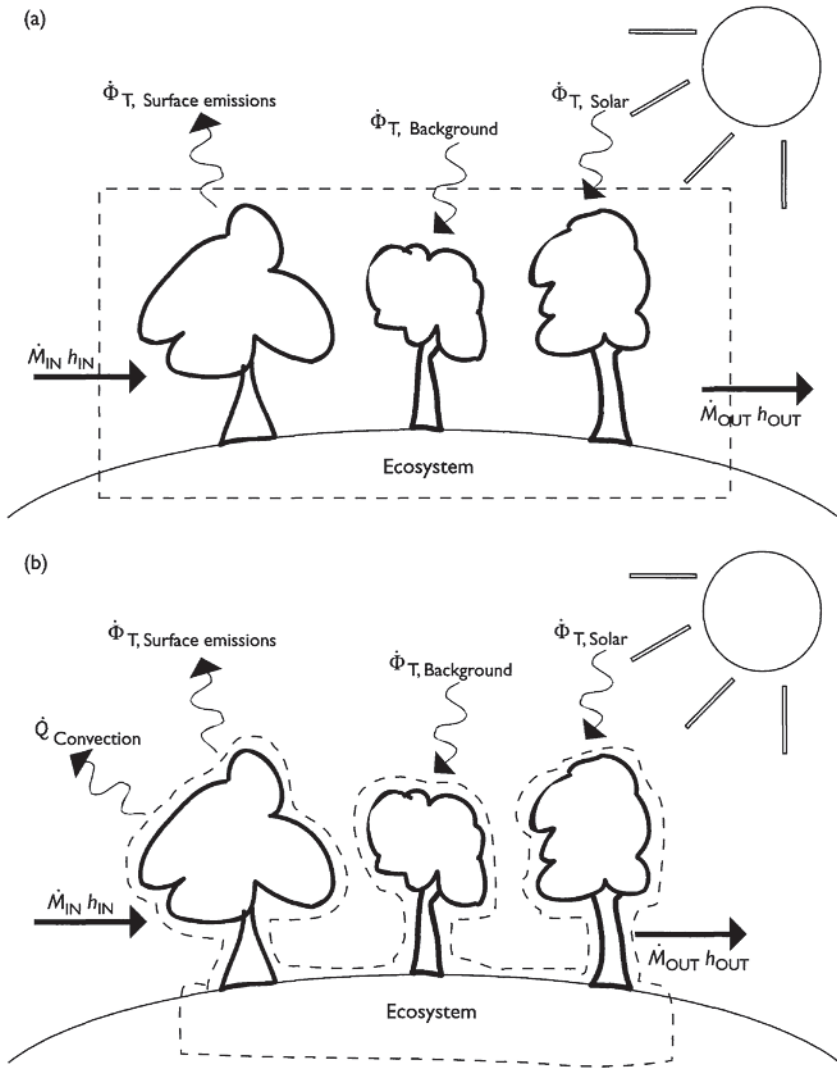 (a)
Φ̇T, Surface emissions
Φ̇T, Background
Φ̇T, Solar
ṀIN hIN
ṀOUT hOUT
Ecosystem
(b)
Φ̇T, Surface emissions
Φ̇T, Background
Φ̇T, Solar
Q̇ Convection
ṀIN hIN
ṀOUT hOUT
Ecosystem